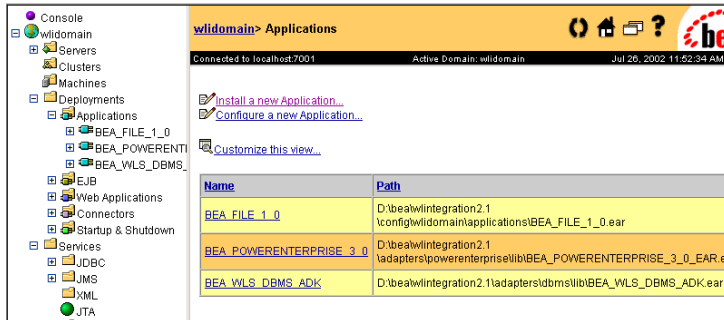 Console
wlidomain
Servers
Clusters
Machines
Deployments
Applications
BEA_FILE_1_0
BEA_POWERENTI
BEA_WLS_DBMS_
EJB
Web Applications
Connectors
Startup & Shutdown
Services
JDBC
JMS
XML
JTA
wlidomain> Applications
?
be
Connected to localhost:7001 Active Domain: wlidomain Jul 26, 2002 11:52:34 AM
Install a new Application...
Configure a new Application...
Customize this view...
Name Path
BEA_FILE_1_0 D:\bea\wlintegration2.1
\config\wlidomain\applications\BEA_FILE_1_0.ear
BEA_POWERENTERPRISE_3_0 D:\bea\wlintegration2.1
\adapters\powerenterprise\lib\BEA_POWERENTERPRISE_3_0_EAR.e
BEA_WLS_DBMS_ADK D:\bea\wlintegration2.1\adapters\dbms\lib\BEA_WLS_DBMS_ADK.ear